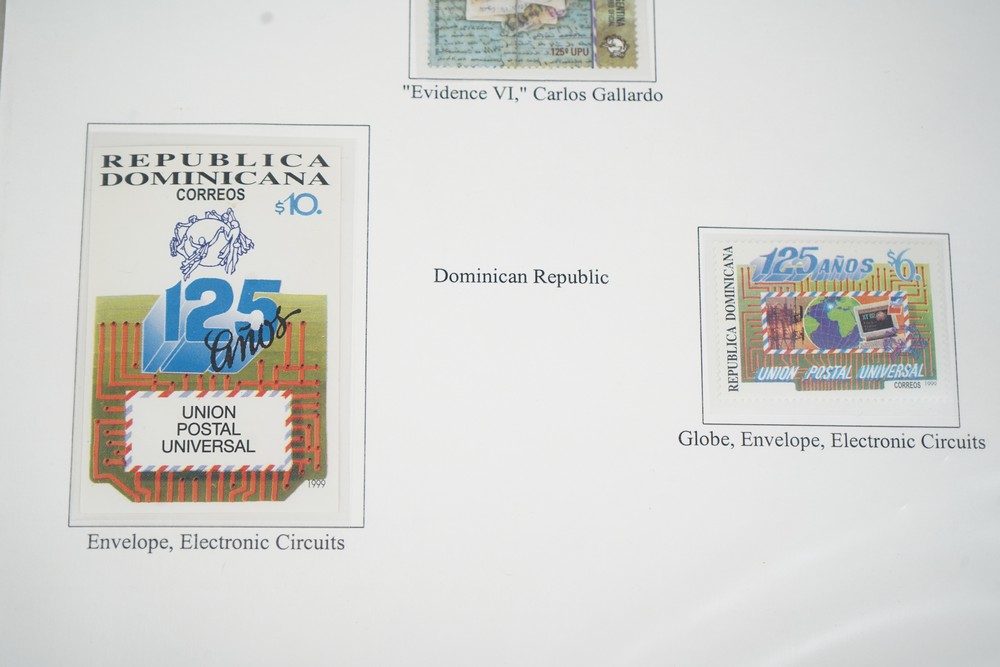 ARGENTINA
125º UPU
"Evidence VI," Carlos Gallardo
REPUBLICA
DOMINICANA
CORREOS
$10.
125
Años
UNION
POSTAL
UNIVERSAL
1999
Envelope, Electronic Circuits
Dominican Republic
REPUBLICA DOMINICANA
125 AÑOS
$6.
UNION POSTAL UNIVERSAL
CORREOS 1999
Globe, Envelope, Electronic Circuits